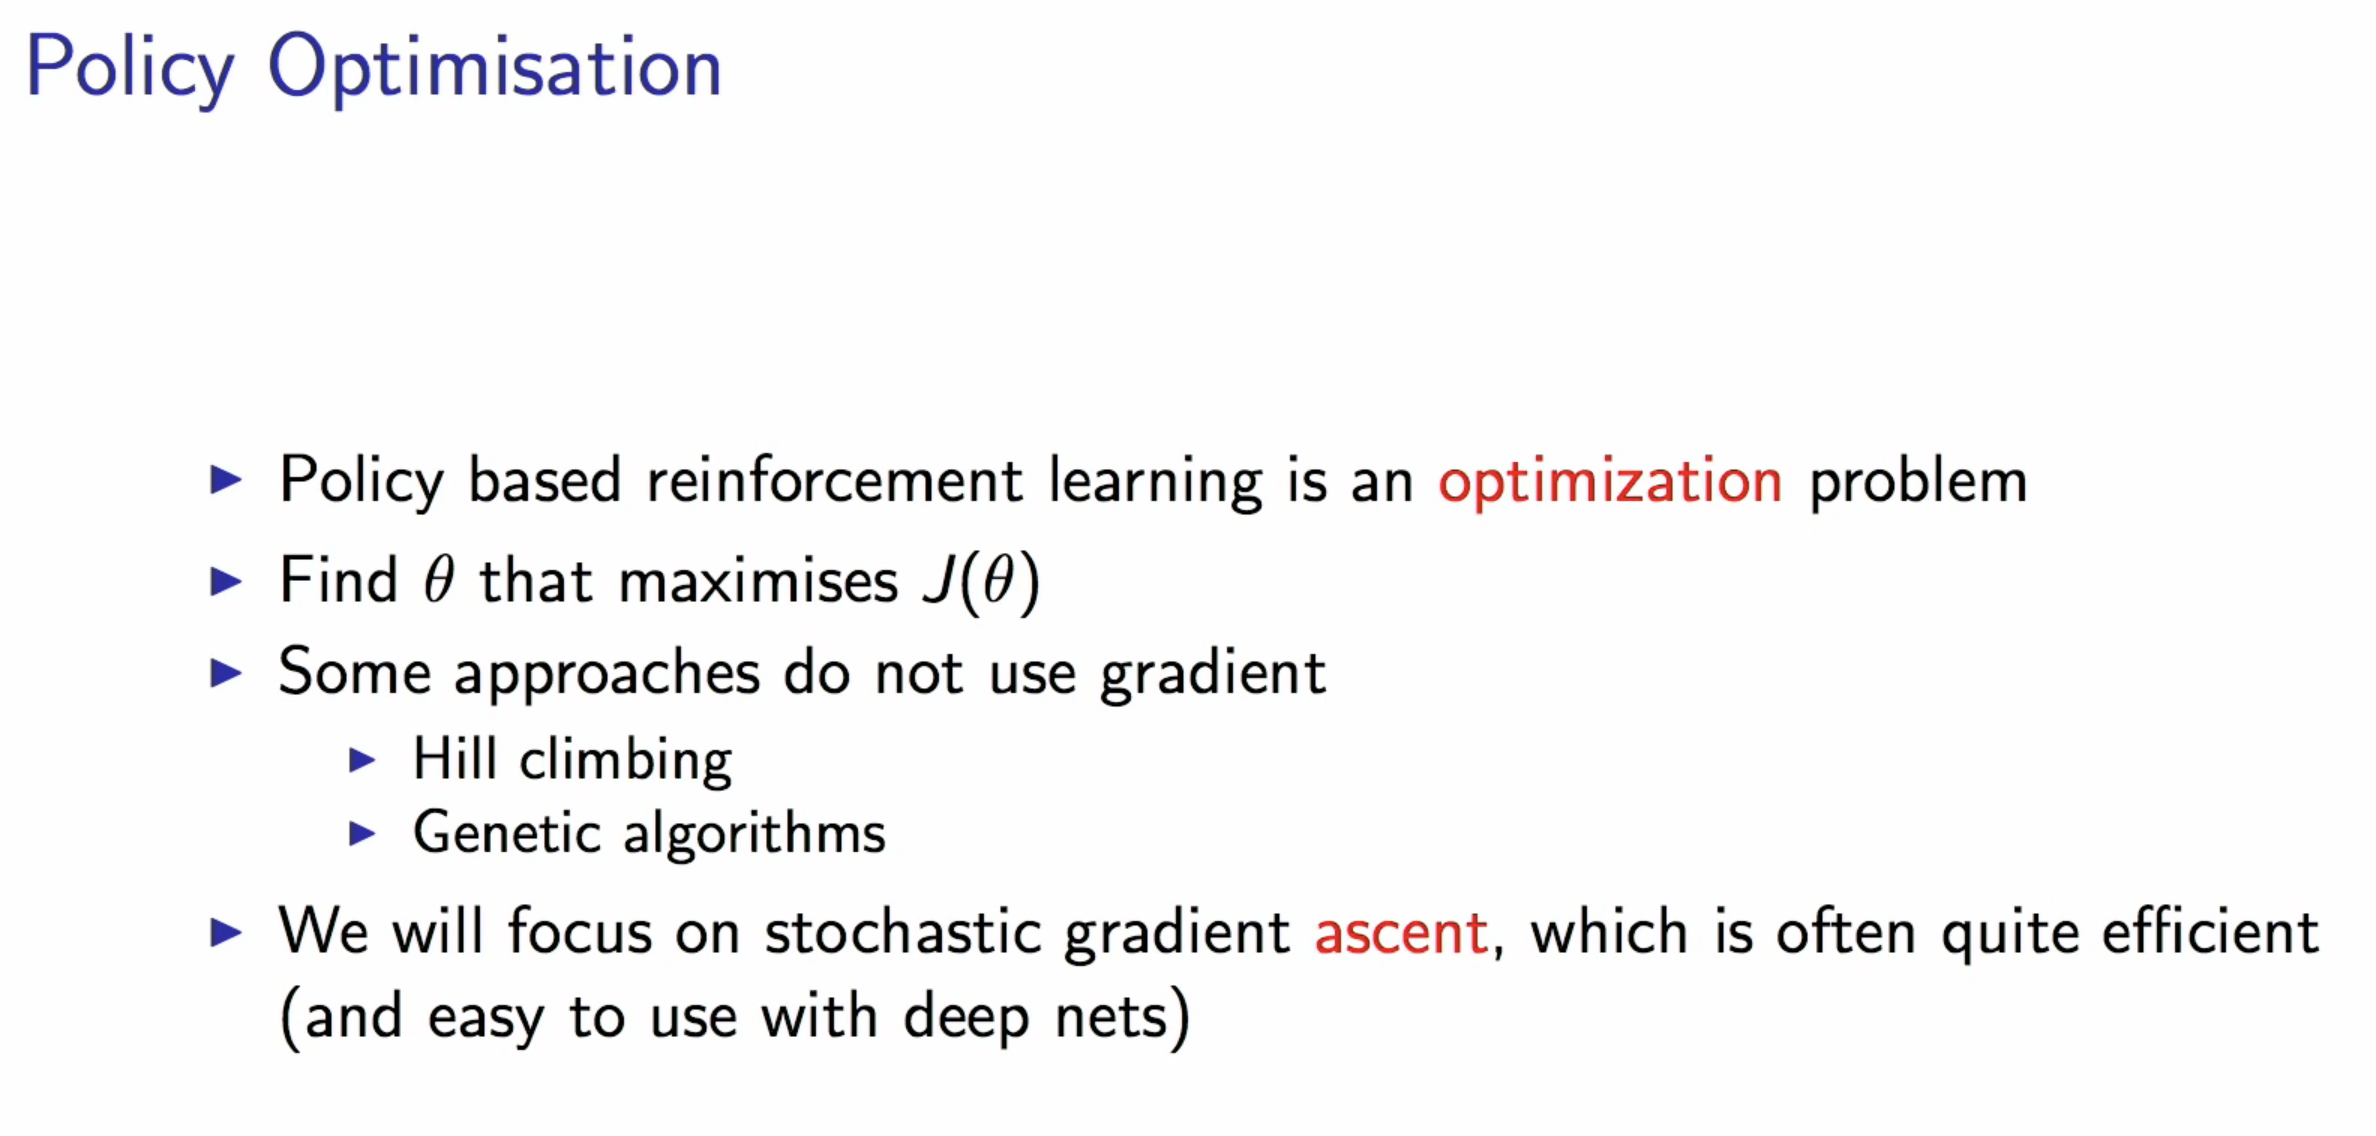 Policy Optimisation
▶ Policy based reinforcement learning is an optimization problem
▶ Find θ that maximises J(θ)
▶ Some approaches do not use gradient
▶ Hill climbing
▶ Genetic algorithms
▶ We will focus on stochastic gradient ascent, which is often quite efficient
(and easy to use with deep nets)